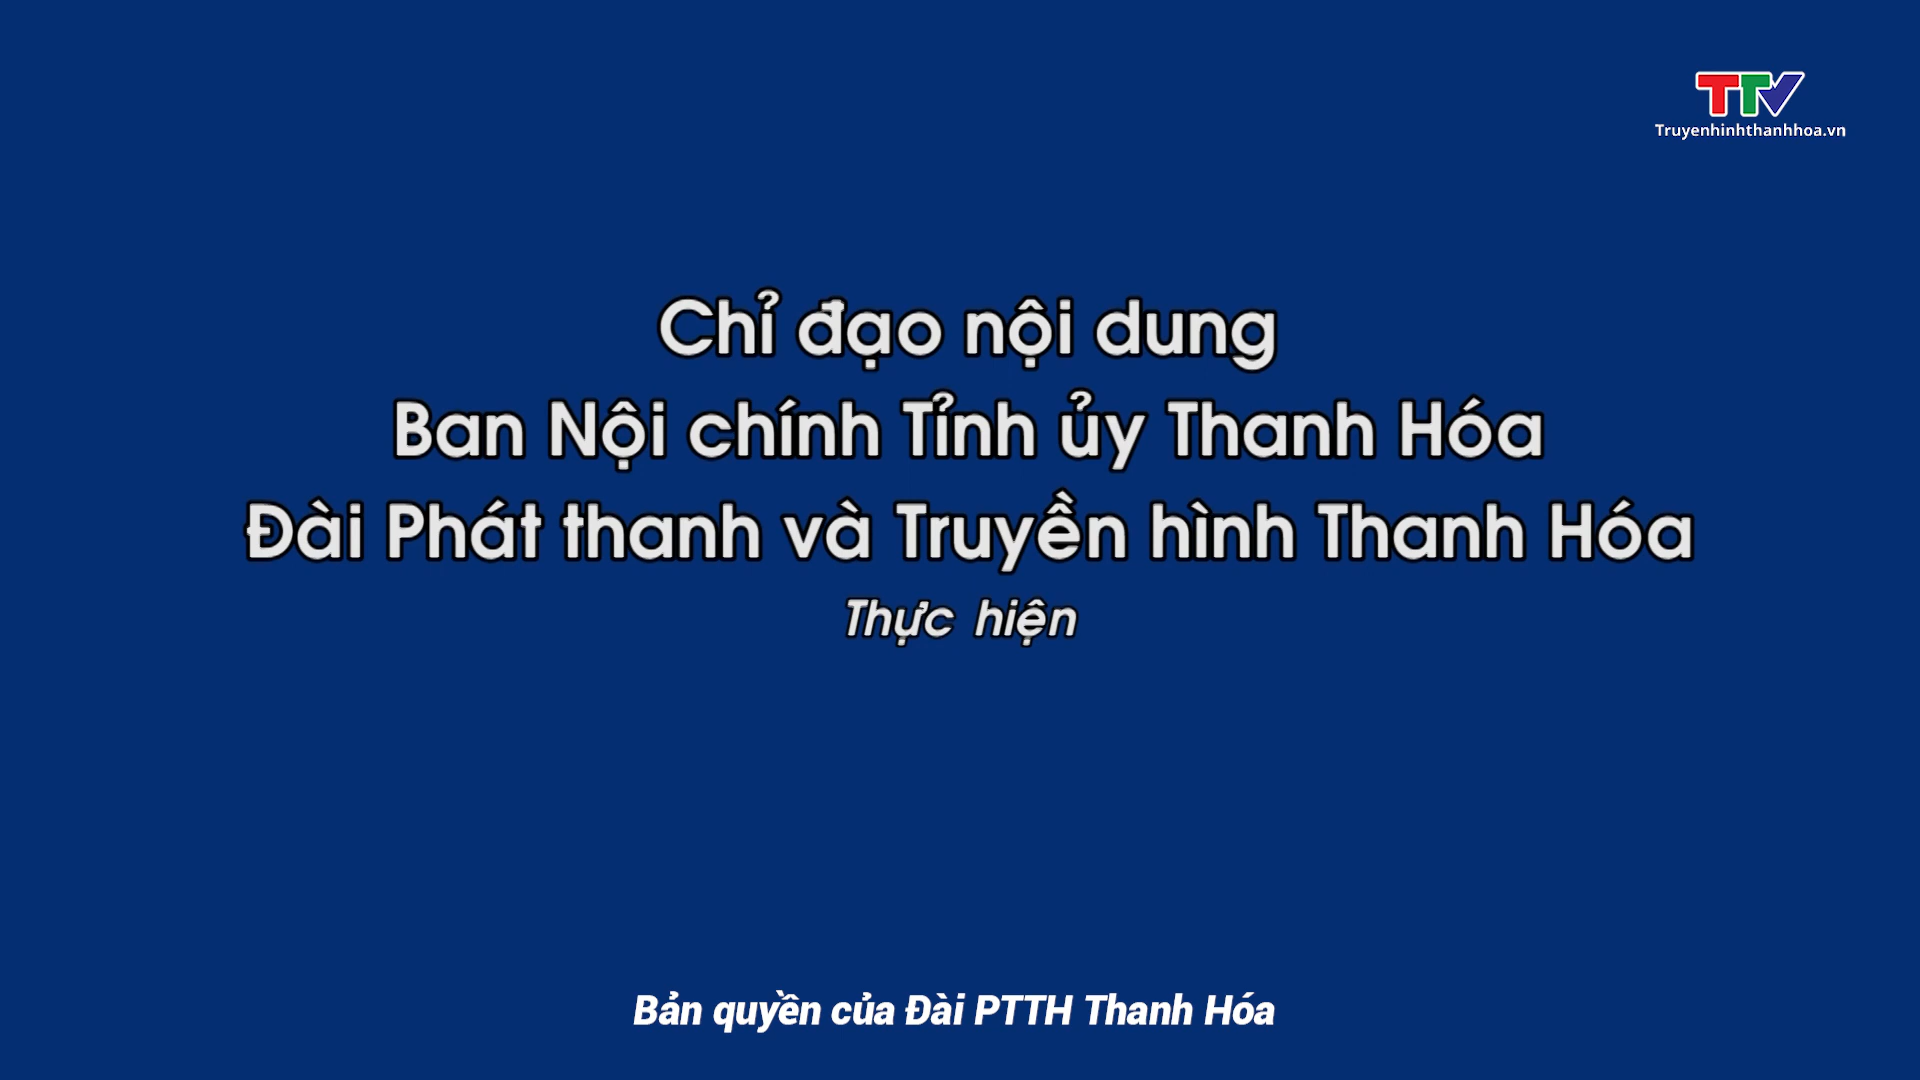 TTV
Truyenhinhthanhhoa.vn
Chỉ đạo nội dung
Ban Nội chính Tỉnh ủy Thanh Hóa
Đài Phát thanh và Truyền hình Thanh Hóa
Thực hiện
Bản quyền của Đài PTTH Thanh Hóa